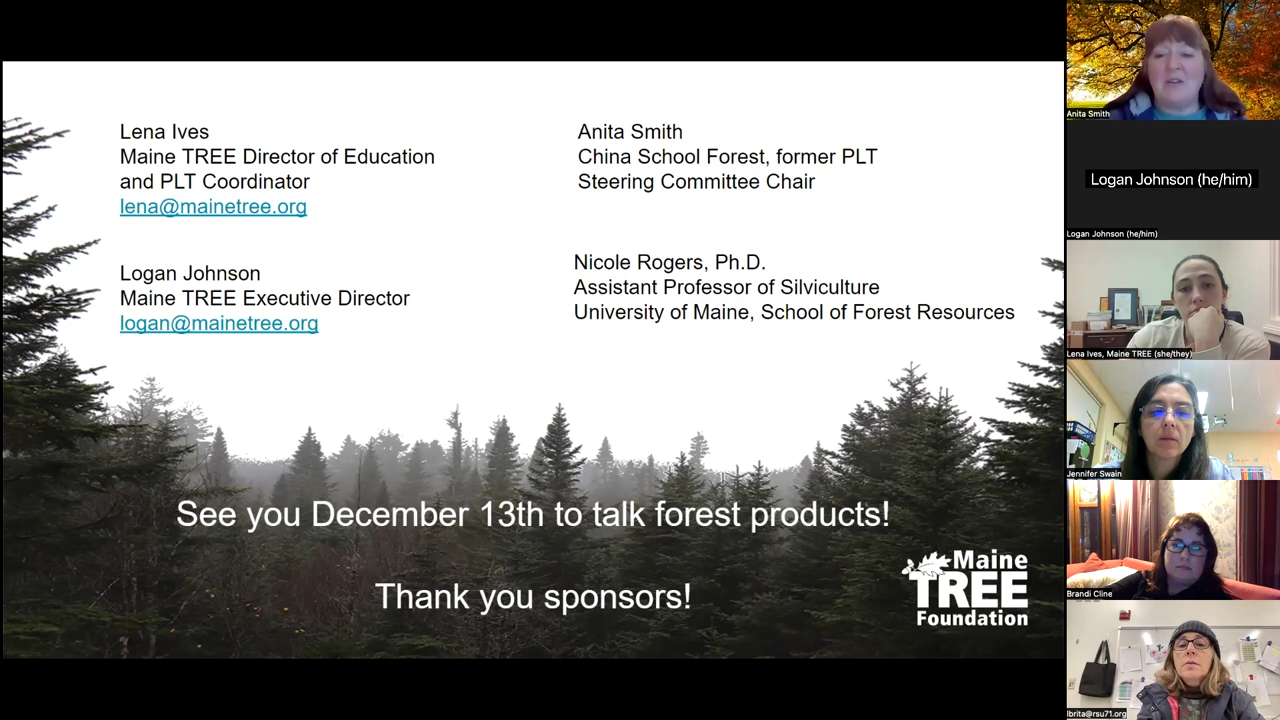 Lena Ives
Maine TREE Director of Education
and PLT Coordinator
lena@mainetree.org
Logan Johnson
Maine TREE Executive Director
logan@mainetree.org
Anita Smith
China School Forest, former PLT
Steering Committee Chair
Nicole Rogers, Ph.D.
Assistant Professor of Silviculture
University of Maine, School of Forest Resources
See you December 13th to talk forest products!
Thank you sponsors!
Maine
TREE
Foundation
Anita Smith
Logan Johnson (he/him)
Logan Johnson (he/him)
Lena Ives, Maine TREE (she/they)
Jennifer Swain
Brandi Cline
lbrita@rsu71.org